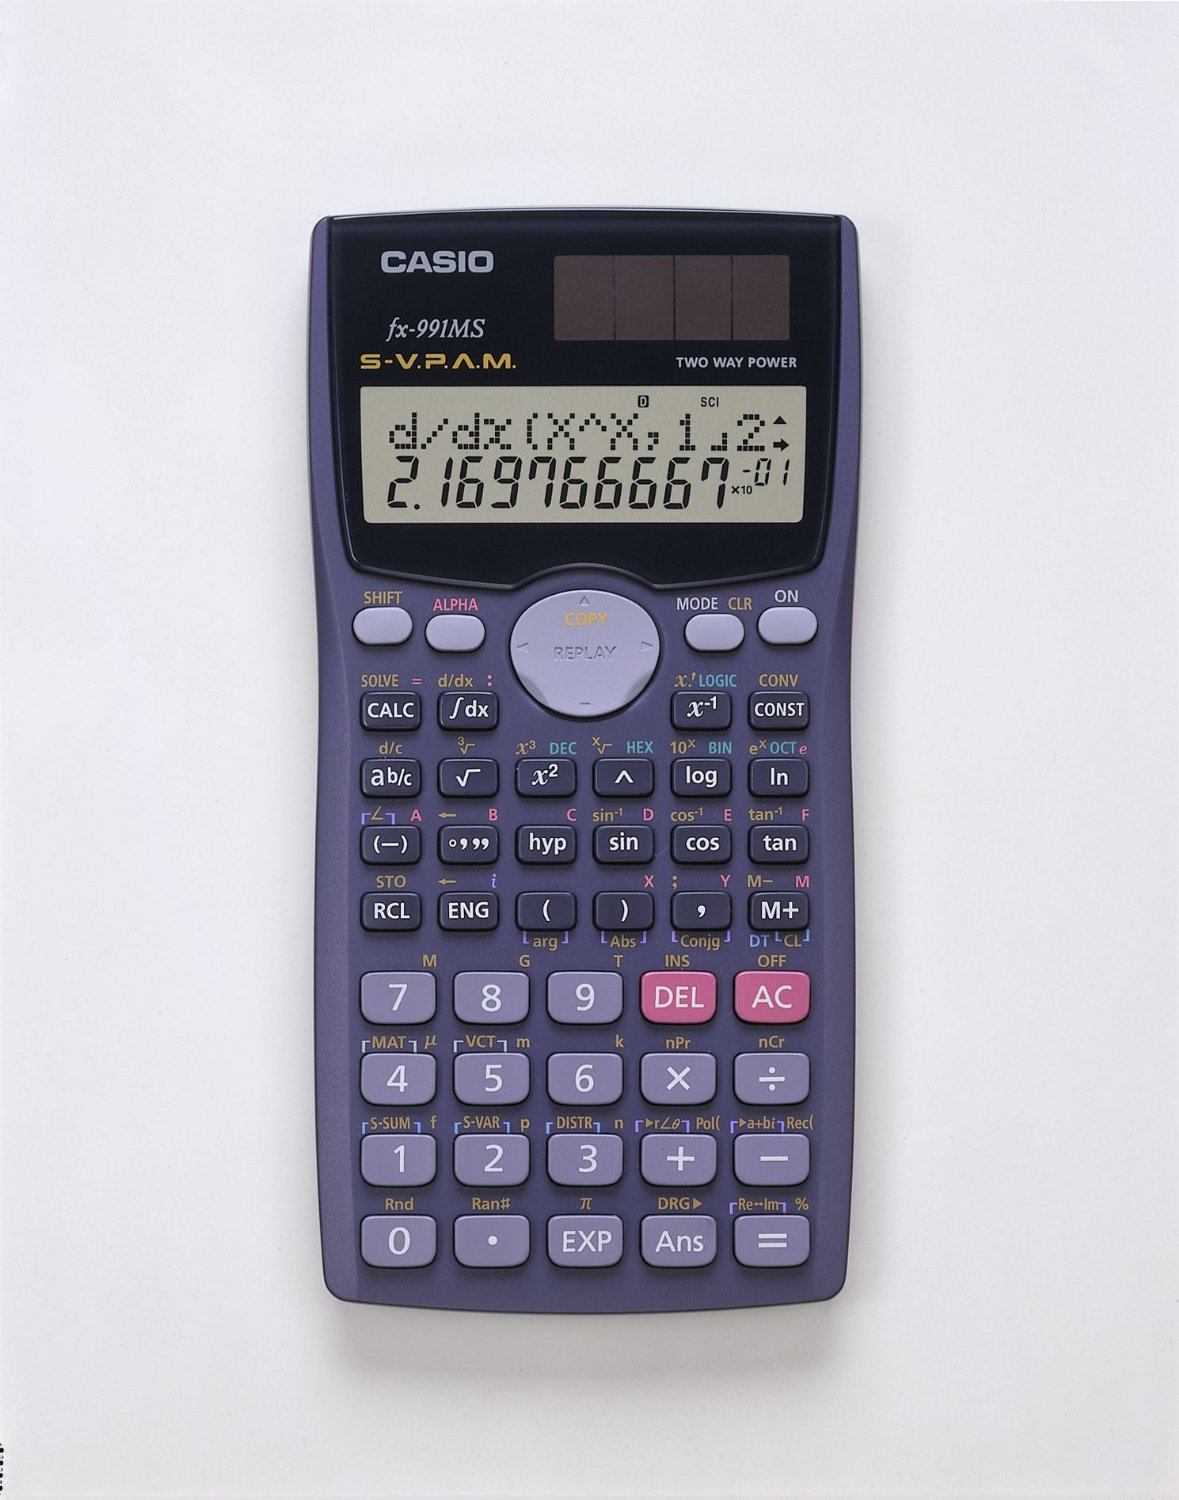 CASIO
fx-991MS
S-V.P.A.M.
TWO WAY POWER
D SCI
d/dx(X^X,1⌟2
2.169766667×10-01
SHIFT ALPHA COPY MODE CLR ON
REPLAY
SOLVE = d/dx : x! LOGIC CONV
CALC ∫dx x⁻¹ CONST
d/c ³√ x³ DEC ˣ√ HEX 10ˣ BIN eˣ OCT e
ab/c √ x² ^ log ln
∠ A ← B C sin⁻¹ D cos⁻¹ E tan⁻¹ F
(−) °,,, hyp sin cos tan
STO ← i X ; Y M− M
RCL ENG ( ) , M+
arg Abs Conjg DT CL
M G T INS OFF
7 8 9 DEL AC
MAT μ VCT m k nPr nCr
4 5 6 × ÷
S-SUM f S-VAR p DISTR n ▶r∠θ Pol( ▶a+bi Rec(
1 2 3 + −
Rnd Ran# π DRG▶ Re↔Im %
0 . EXP Ans =